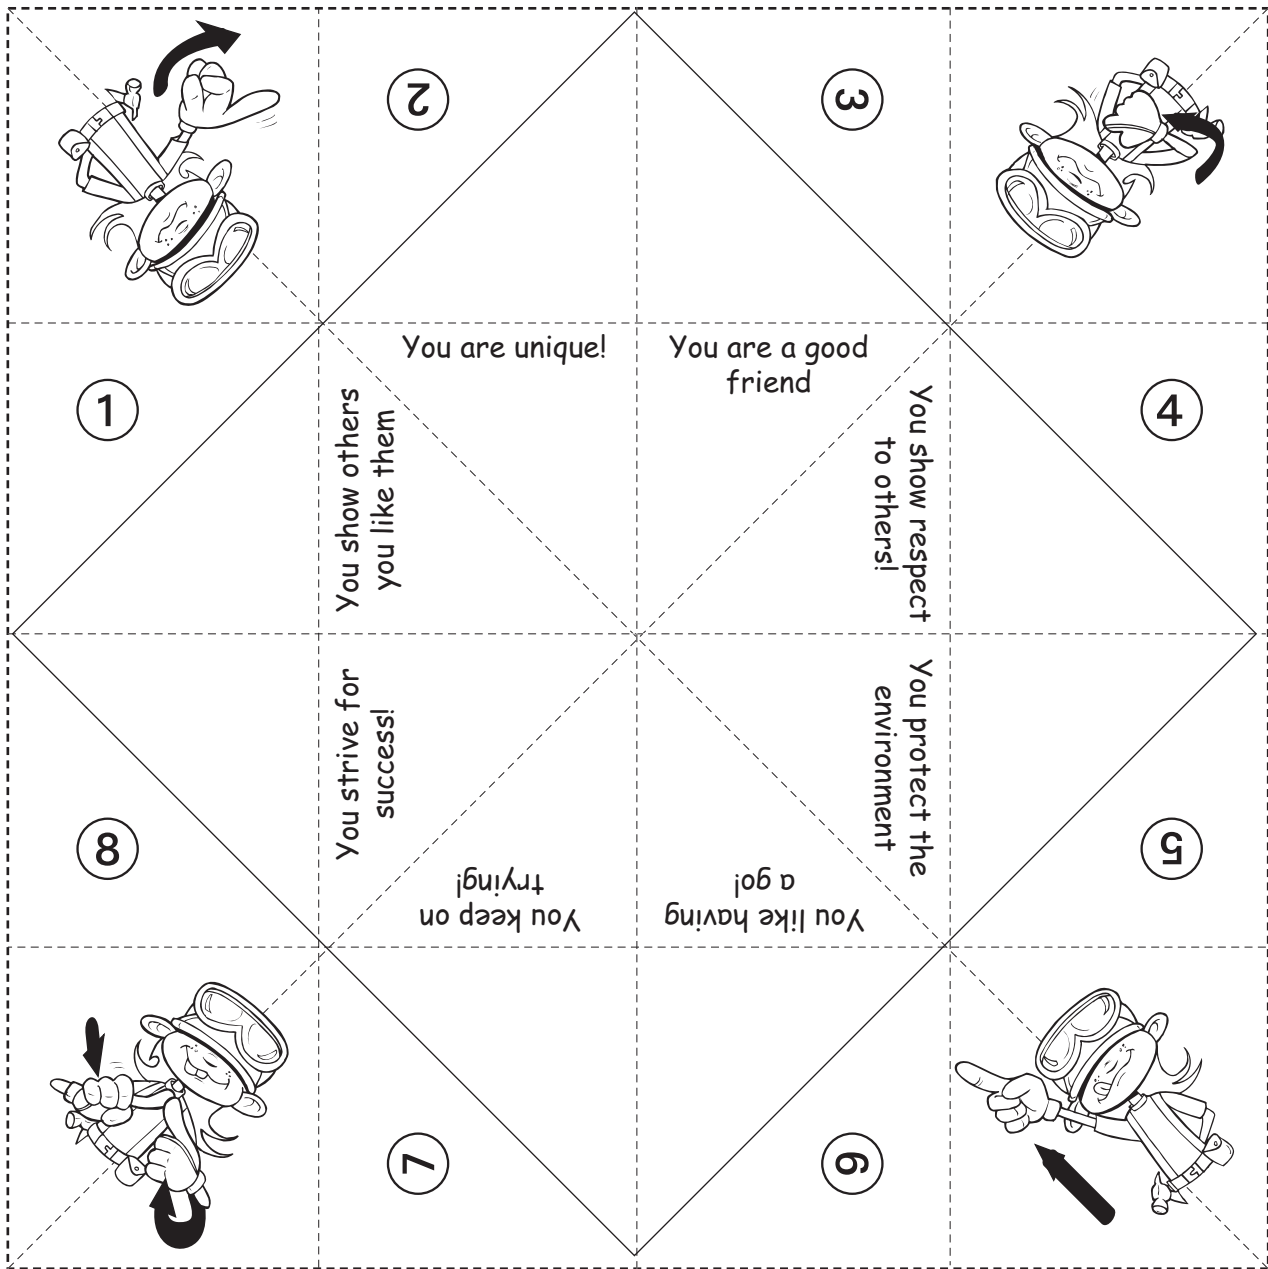 2
3
You are unique!
You are a good
friend
1
You show others
you like them
You show respect
to others!
4
8
You strive for
success!
You protect the
environment
5
You keep on
trying!
You like having
a go!
7
6